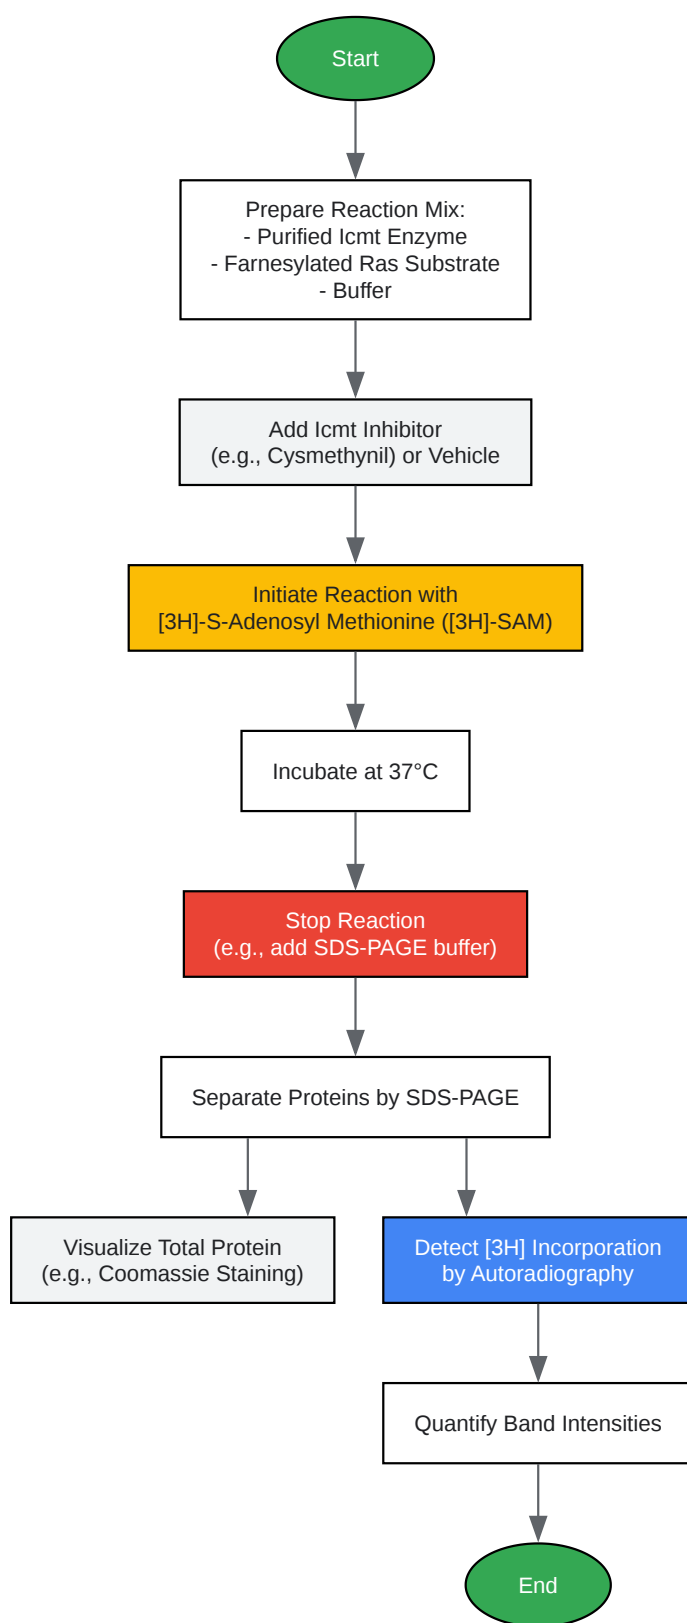 Start
Prepare Reaction Mix:
- Purified Icmt Enzyme
- Farnesylated Ras Substrate
- Buffer
Add Icmt Inhibitor
(e.g., Cysmethynil) or Vehicle
Initiate Reaction with
[3H]-S-Adenosyl Methionine ([3H]-SAM)
Incubate at 37°C
Stop Reaction
(e.g., add SDS-PAGE buffer)
Separate Proteins by SDS-PAGE
Visualize Total Protein
(e.g., Coomassie Staining)
Detect [3H] Incorporation
by Autoradiography
Quantify Band Intensities
End